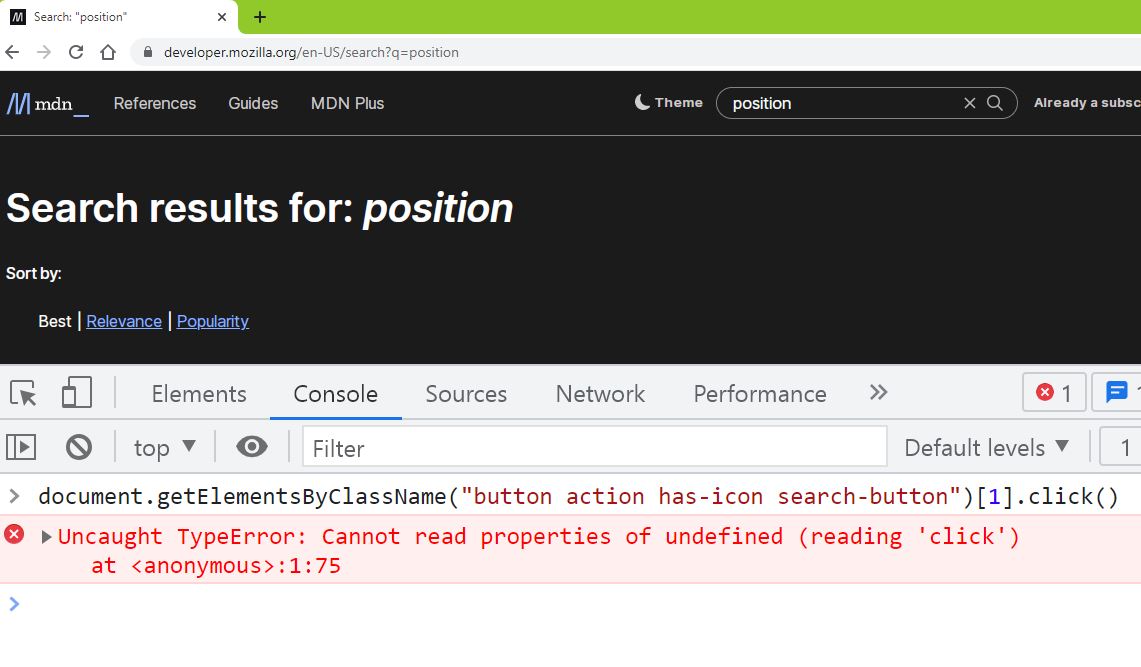 Search: "position"
developer.mozilla.org/en-US/search?q=position
mdn_ References Guides MDN Plus Theme position Already a subsc
Search results for: position
Sort by:
Best | Relevance | Popularity
Elements Console Sources Network Performance 1
top Filter Default levels 1
document.getElementsByClassName("button action has-icon search-button")[1].click()
Uncaught TypeError: Cannot read properties of undefined (reading 'click')
at <anonymous>:1:75